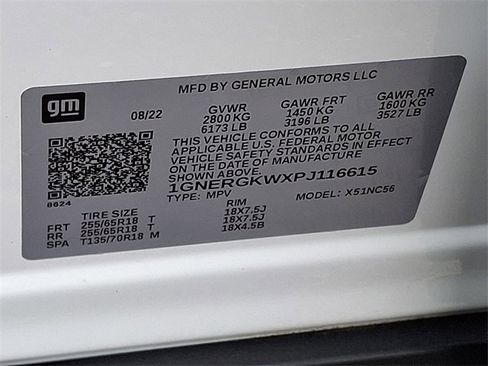 MFD BY GENERAL MOTORS LLC
gm
08/22 GVWR GAWR FRT GAWR RR
2800 KG 1450 KG 1600 KG
6173 LB 3196 LB 3527 LB
THIS VEHICLE CONFORMS TO ALL
APPLICABLE U.S. FEDERAL MOTOR
VEHICLE SAFETY STANDARDS IN EFFECT
ON THE DATE OF MANUFACTURE SHOWN ABOVE.
1GNERGKWXPJ116615
8624 TYPE: MPV MODEL: X51NC56
TIRE SIZE RIM
FRT 255/65R18 T 18X7.5J
RR 255/65R18 T 18X7.5J
SPA T135/70R18 M 18X4.5B